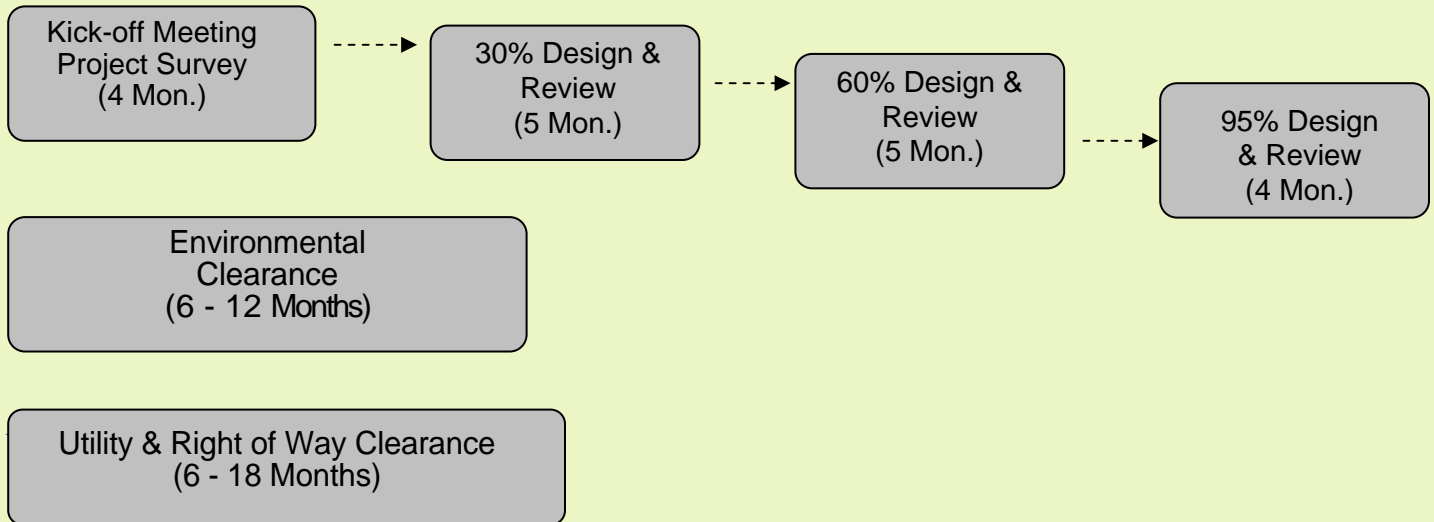 Kick-off Meeting
Project Survey
(4 Mon.)
30% Design &
Review
(5 Mon.)
60% Design &
Review
(5 Mon.)
95% Design
& Review
(4 Mon.)
Environmental
Clearance
(6 - 12 Months)
Utility & Right of Way Clearance
(6 - 18 Months)